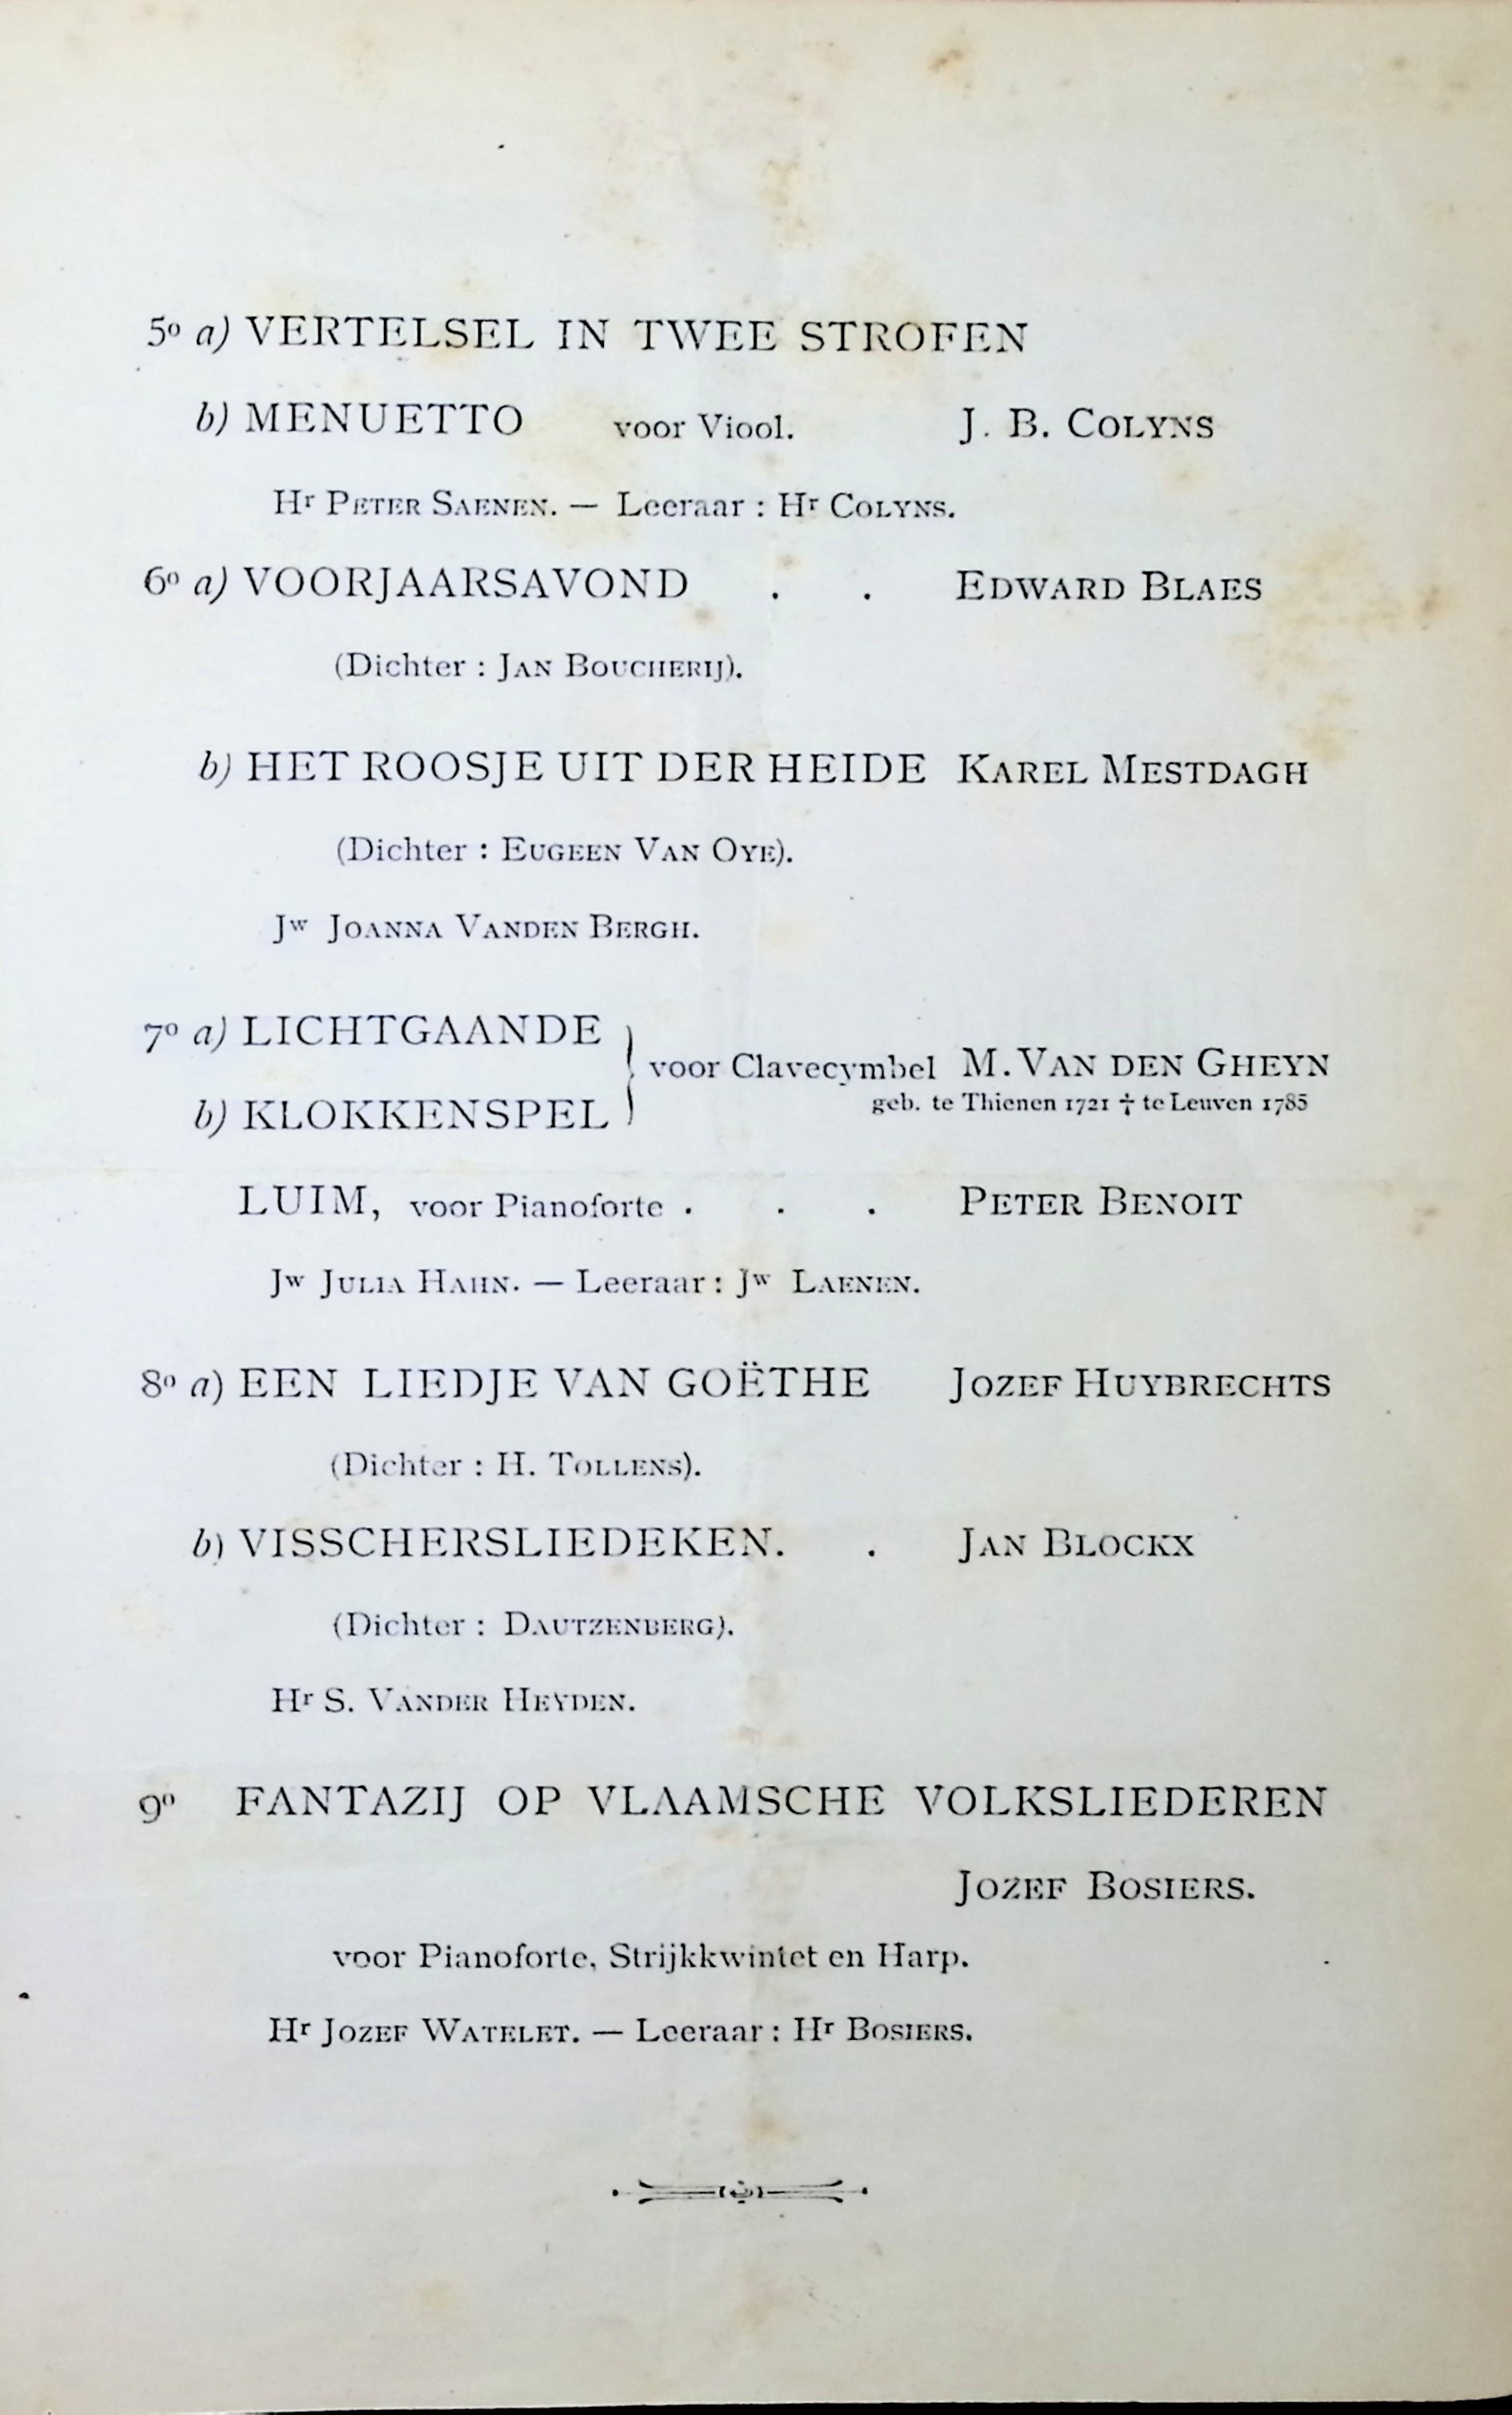 5º a) VERTELSEL IN TWEE STROFEN
b) MENUETTO voor Viool. J. B. COLYNS
Hr PETER SAENEN. — Leeraar : Hr COLYNS.
6º a) VOORJAARSAVOND . . EDWARD BLAES
(Dichter : JAN BOUCHERIJ).
b) HET ROOSJE UIT DER HEIDE KAREL MESTDAGH
(Dichter : EUGEEN VAN OYE).
Jw JOANNA VANDEN BERGH.
7º a) LICHTGAANDE
voor Clavecymbel M. VAN DEN GHEYN
geb. te Thienen 1721 † te Leuven 1785
b) KLOKKENSPEL
LUIM, voor Pianoforte . . . PETER BENOIT
Jw JULIA HAHN. — Leeraar : Jw LAENEN.
8º a) EEN LIEDJE VAN GOËTHE JOZEF HUYBRECHTS
(Dichter : H. TOLLENS).
b) VISSCHERSLIEDEKEN. . JAN BLOCKX
(Dichter : DAUTZENBERG).
Hr S. VANDER HEYDEN.
9º FANTAZIJ OP VLAAMSCHE VOLKSLIEDEREN
JOZEF BOSIERS.
voor Pianoforte, Strijkkwintet en Harp.
Hr JOZEF WATELET. — Leeraar : Hr BOSIERS.